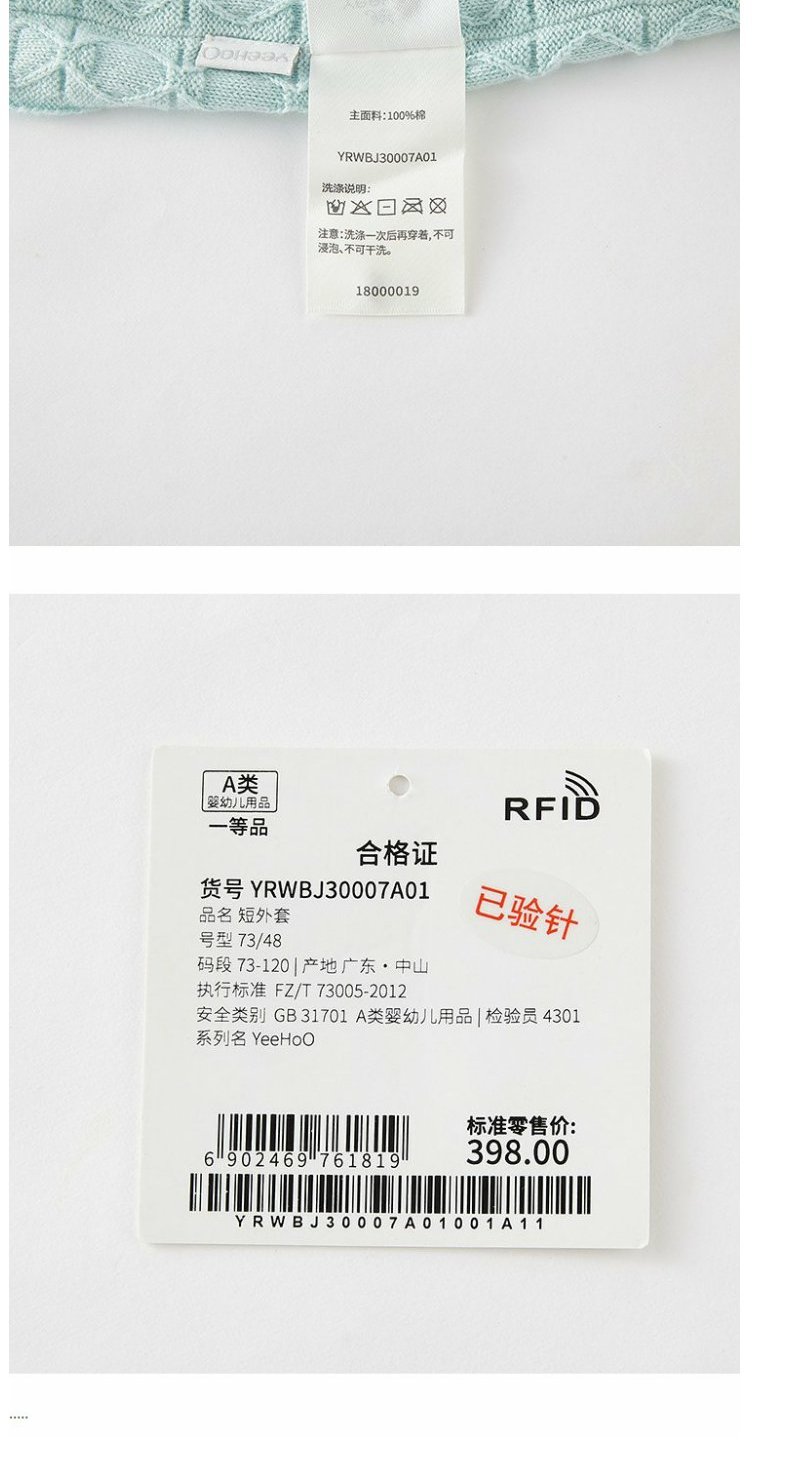 YeeHoO
主面料:100%棉
YRWBJ30007A01
洗涤说明:
注意:洗涤一次后再穿着,不可
浸泡、不可干洗。
18000019
A类
婴幼儿用品
一等品
RFID
合格证
货号 YRWBJ30007A01
已验针
品名 短外套
号型 73/48
码段 73-120 | 产地 广东·中山
执行标准 FZ/T 73005-2012
安全类别 GB 31701 A类婴幼儿用品 | 检验员 4301
系列名 YeeHoO
标准零售价:
398.00
6 902469 761819
YRWBJ30007A01001A11
.....